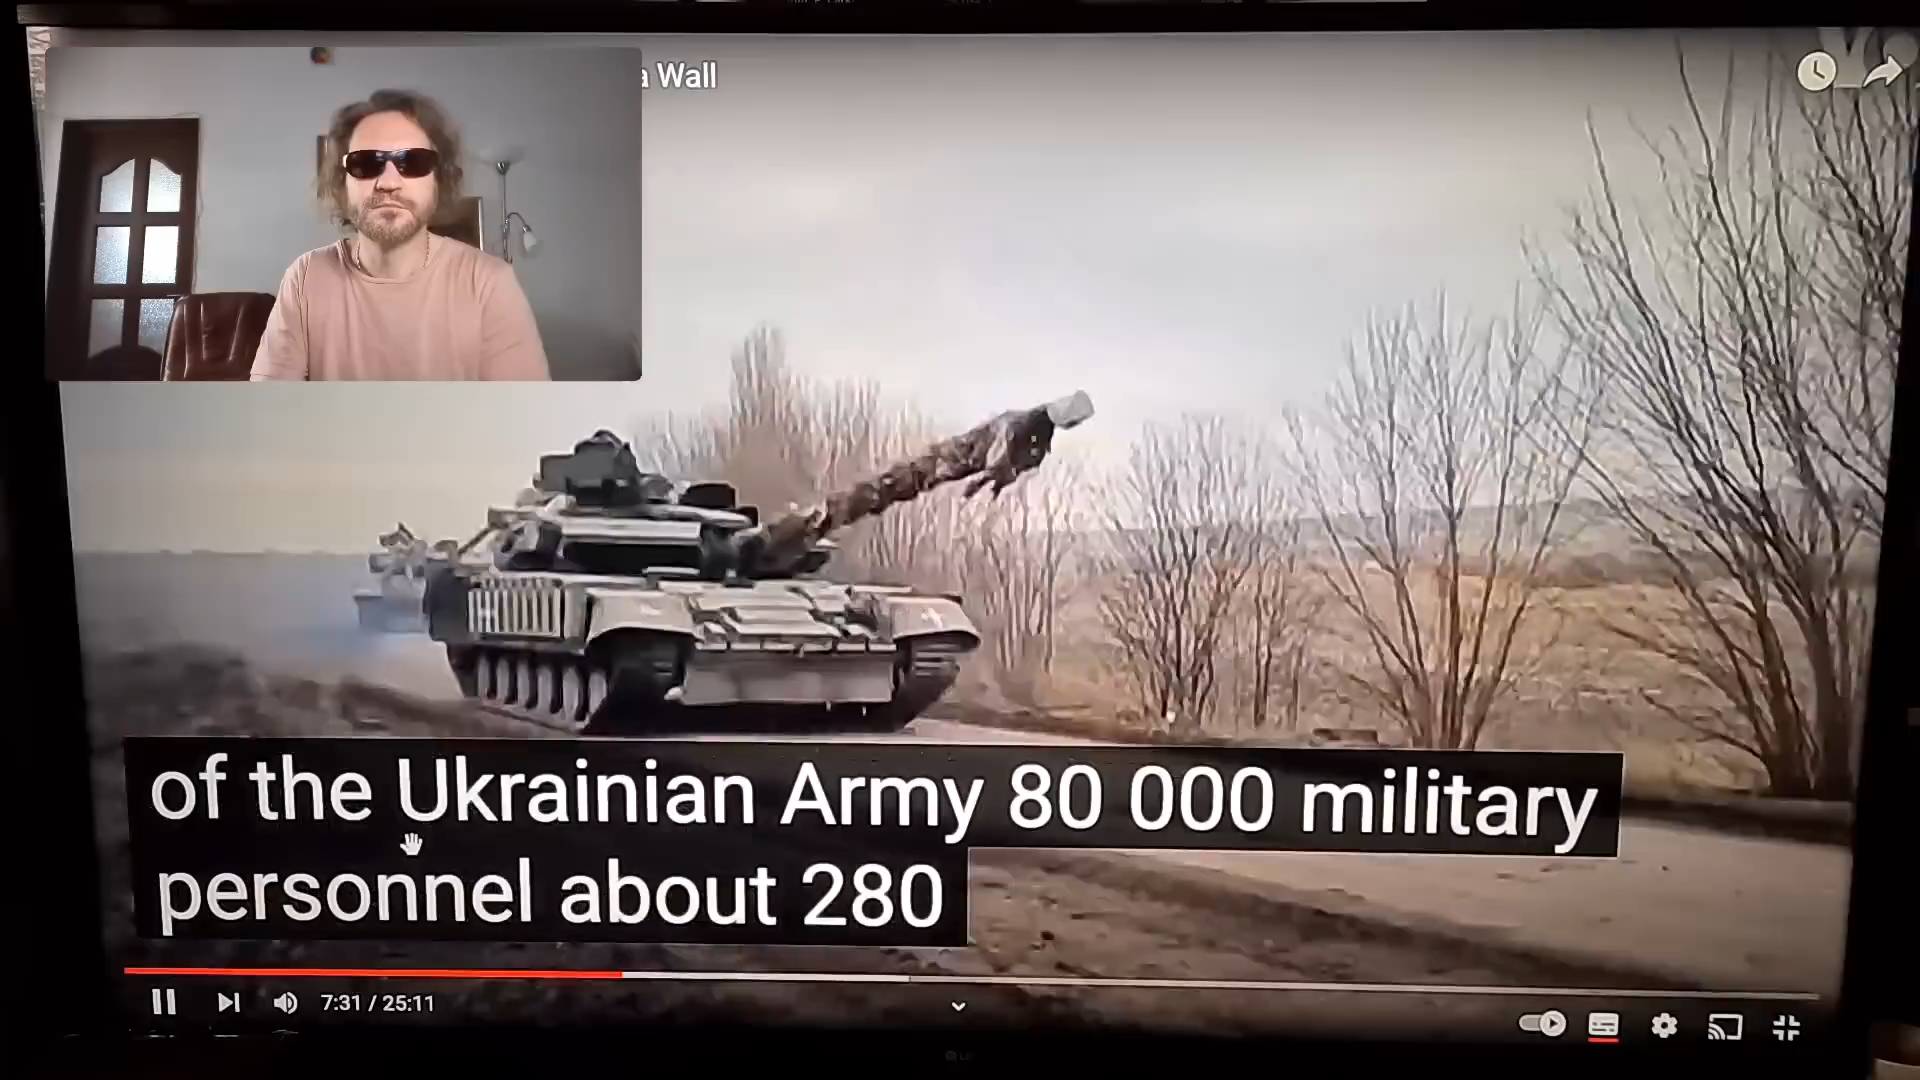 a Wall
of the Ukrainian Army 80 000 military
personnel about 280
7:31 / 25:11